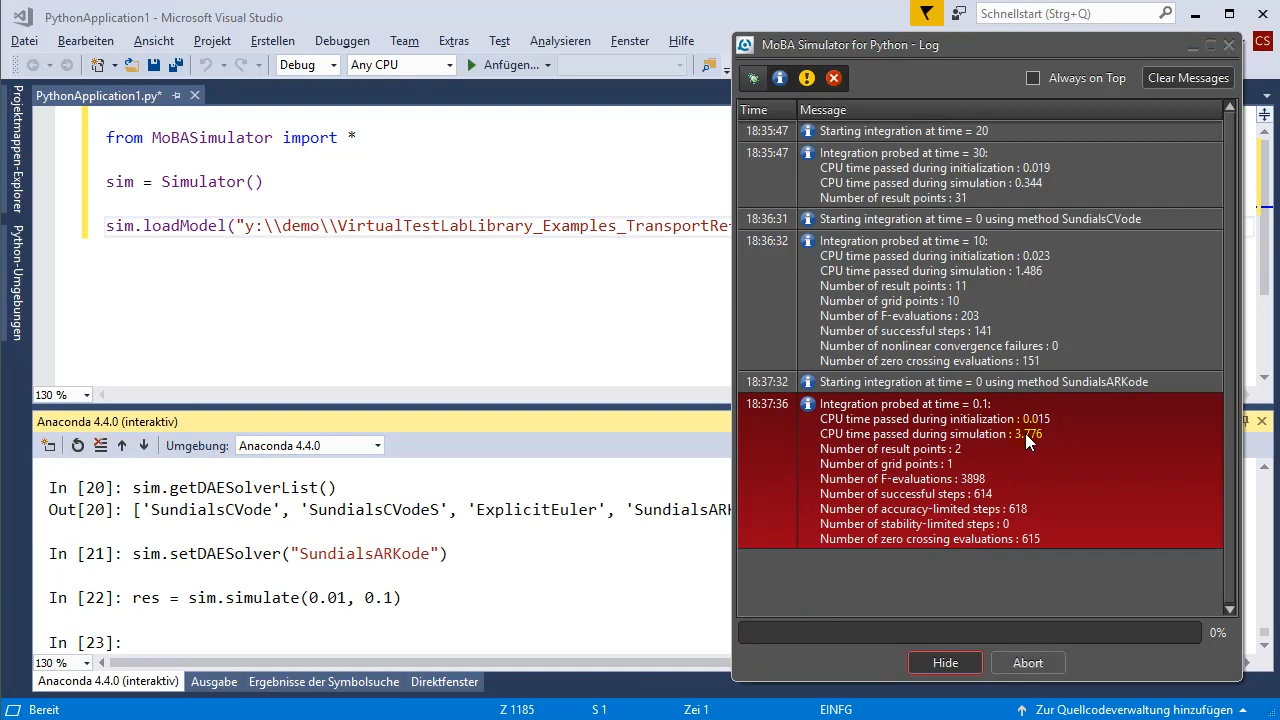 PythonApplication1 - Microsoft Visual Studio
Schnellstart (Strg+Q)
Datei Bearbeiten Ansicht Projekt Erstellen Debuggen Team Extras Test Analysieren Fenster Hilfe
CS
Debug Any CPU Anfügen...
Projektmappen-Explorer
Python-Umgebungen
PythonApplication1.py*
from MoBASimulator import *
sim = Simulator()
sim.loadModel("y:\\demo\\VirtualTestLabLibrary_Examples_TransportRe
130 %
Anaconda 4.4.0 (interaktiv)
Umgebung: Anaconda 4.4.0
In [20]: sim.getDAESolverList()
Out[20]: ['SundialsCVode', 'SundialsCVodeS', 'ExplicitEuler', 'SundialsARK
In [21]: sim.setDAESolver("SundialsARKode")
In [22]: res = sim.simulate(0.01, 0.1)
In [23]:
130 %
Anaconda 4.4.0 (interaktiv) Ausgabe Ergebnisse der Symbolsuche Direktfenster
Bereit Z 1185 S 1 Zei 1 EINFG Zur Quellcodeverwaltung hinzufügen
MoBA Simulator for Python - Log
Always on Top Clear Messages
Time Message
18:35:47 Starting integration at time = 20
18:35:47 Integration probed at time = 30:
CPU time passed during initialization : 0.019
CPU time passed during simulation : 0.344
Number of result points : 31
18:36:31 Starting integration at time = 0 using method SundialsCVode
18:36:32 Integration probed at time = 10:
CPU time passed during initialization : 0.023
CPU time passed during simulation : 1.486
Number of result points : 11
Number of grid points : 10
Number of F-evaluations : 203
Number of successful steps : 141
Number of nonlinear convergence failures : 0
Number of zero crossing evaluations : 151
18:37:32 Starting integration at time = 0 using method SundialsARKode
18:37:36 Integration probed at time = 0.1:
CPU time passed during initialization : 0.015
CPU time passed during simulation : 3.776
Number of result points : 2
Number of grid points : 1
Number of F-evaluations : 3898
Number of successful steps : 614
Number of accuracy-limited steps : 618
Number of stability-limited steps : 0
Number of zero crossing evaluations : 615
0%
Hide Abort